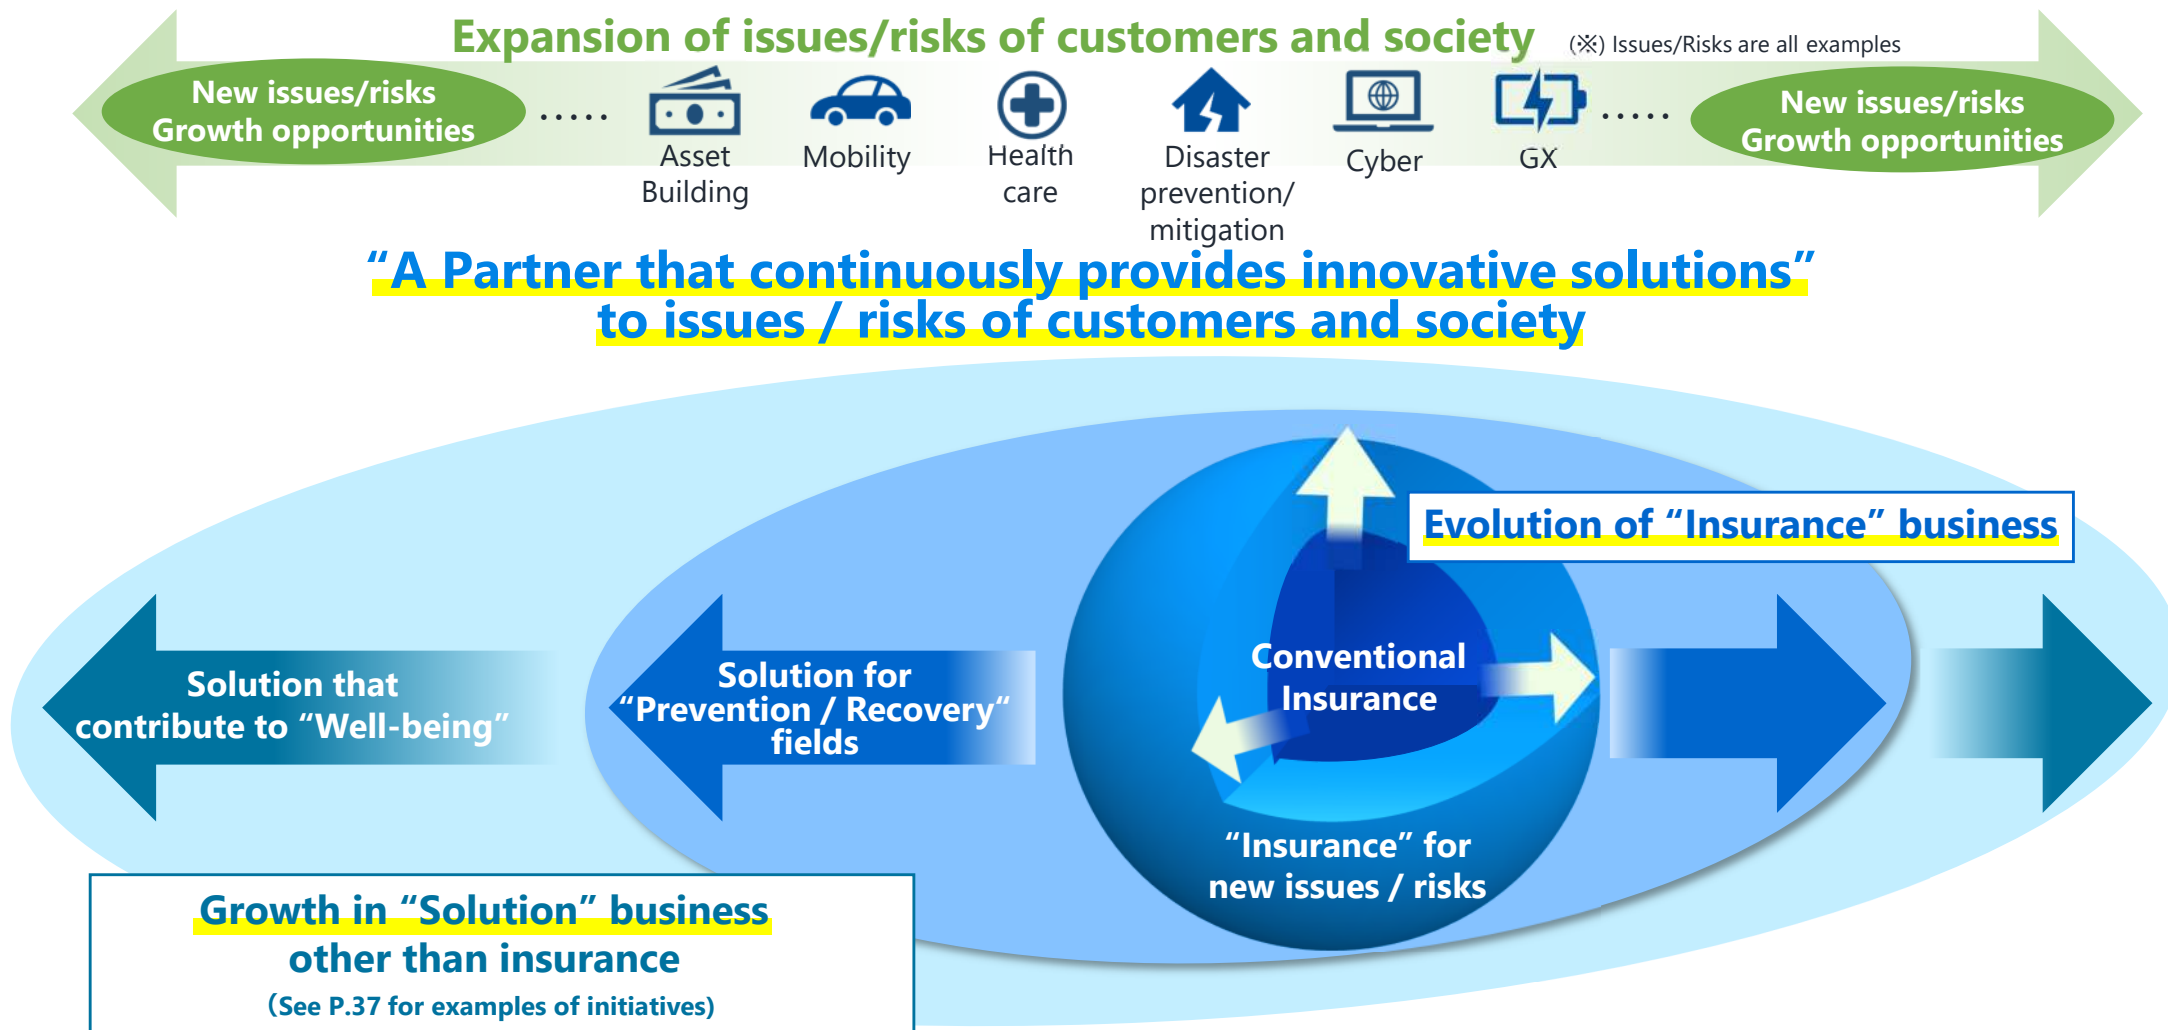 Expansion of issues/risks of customers and society
(※) Issues/Risks are all examples
New issues/risks
Growth opportunities
.....
Asset
Building
Mobility
Health
care
Disaster
prevention/
mitigation
Cyber
GX
.....
New issues/risks
Growth opportunities
“A Partner that continuously provides innovative solutions”
to issues / risks of customers and society
Evolution of “Insurance” business
Solution that
contribute to “Well-being”
Solution for
“Prevention / Recovery“
fields
Conventional
Insurance
“Insurance” for
new issues / risks
Growth in “Solution” business
other than insurance
(See P.37 for examples of initiatives)